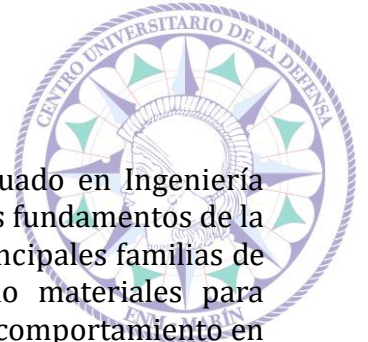 CENTRO UNIVERSITARIO DE LA DEFENSA
uado en Ingeniería
s fundamentos de la
ncipales familias de
o materiales para
comportamiento en
ENM - MARÍN